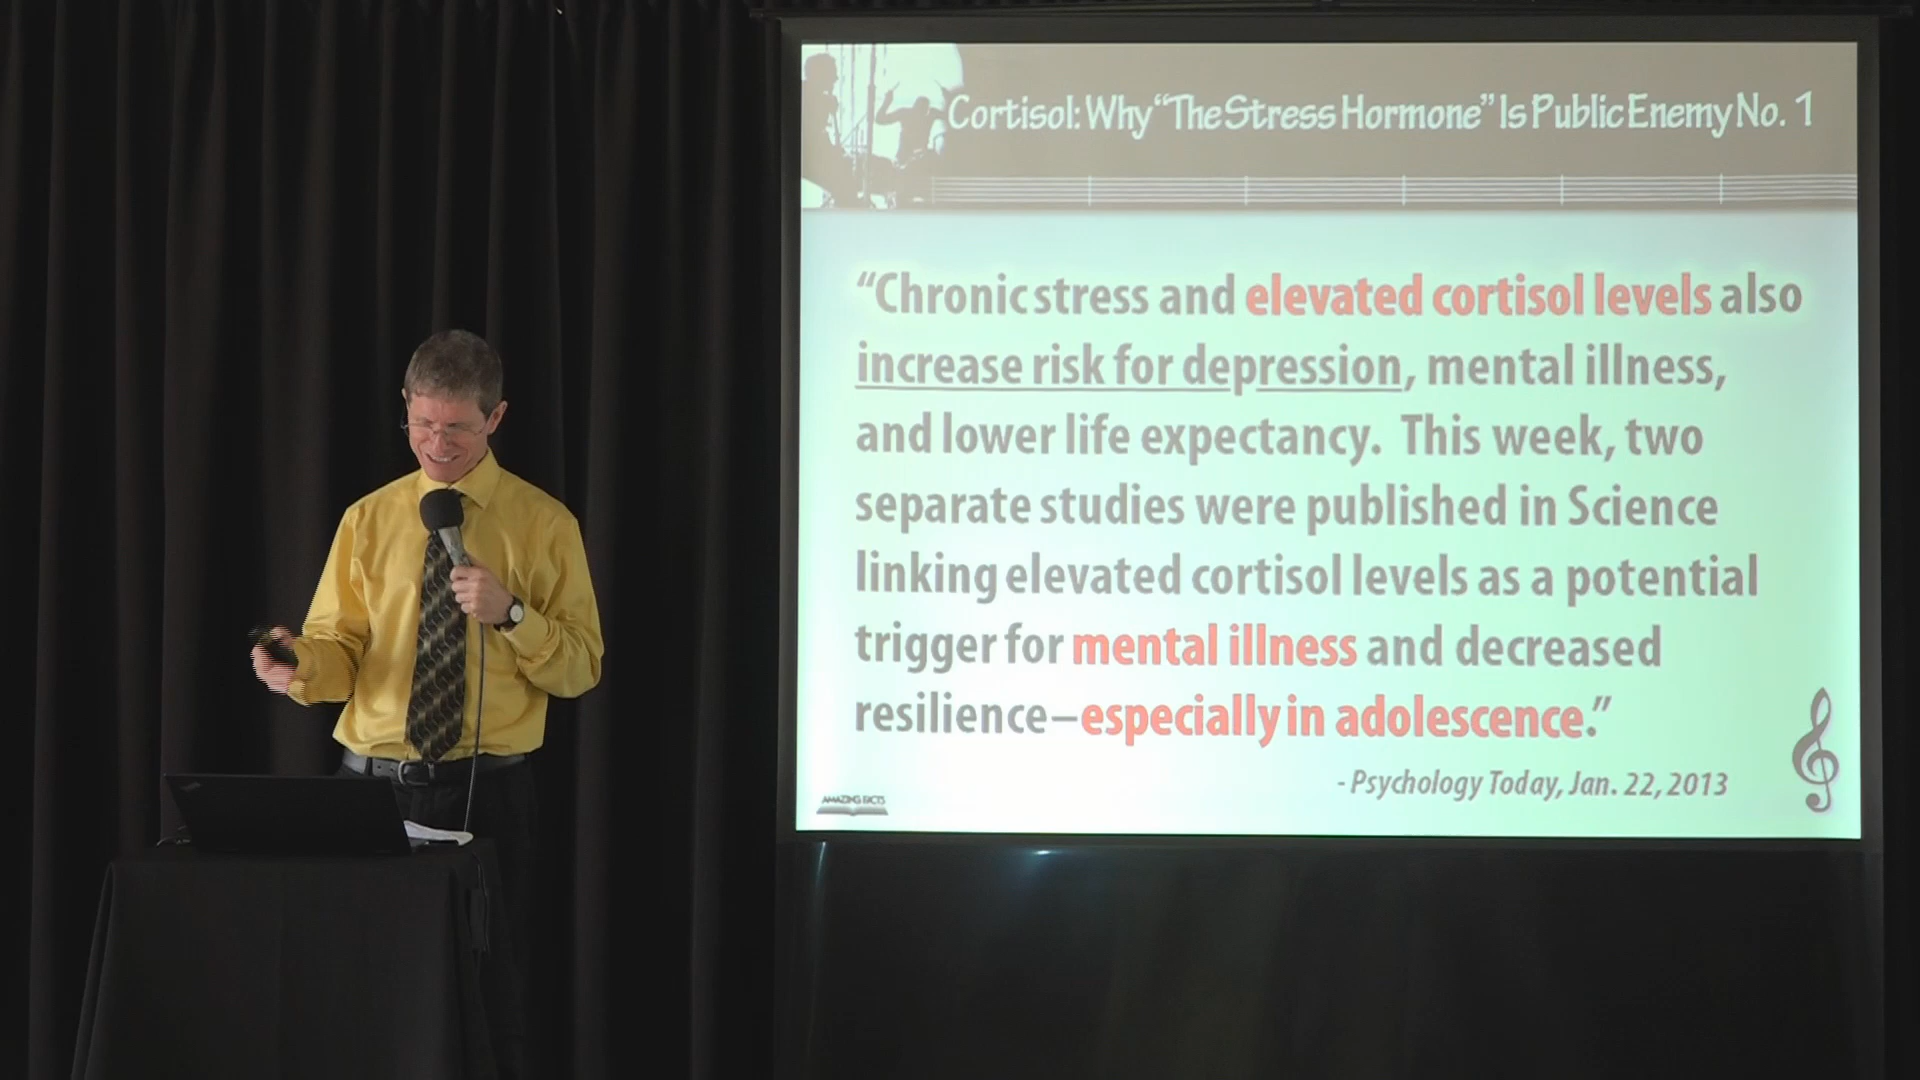 Cortisol: Why “The Stress Hormone” Is Public Enemy No. 1
“Chronic stress and elevated cortisol levels also
increase risk for depression, mental illness,
and lower life expectancy. This week, two
separate studies were published in Science
linking elevated cortisol levels as a potential
trigger for mental illness and decreased
resilience–especially in adolescence.”
- Psychology Today, Jan. 22, 2013
AMAZING FACTS